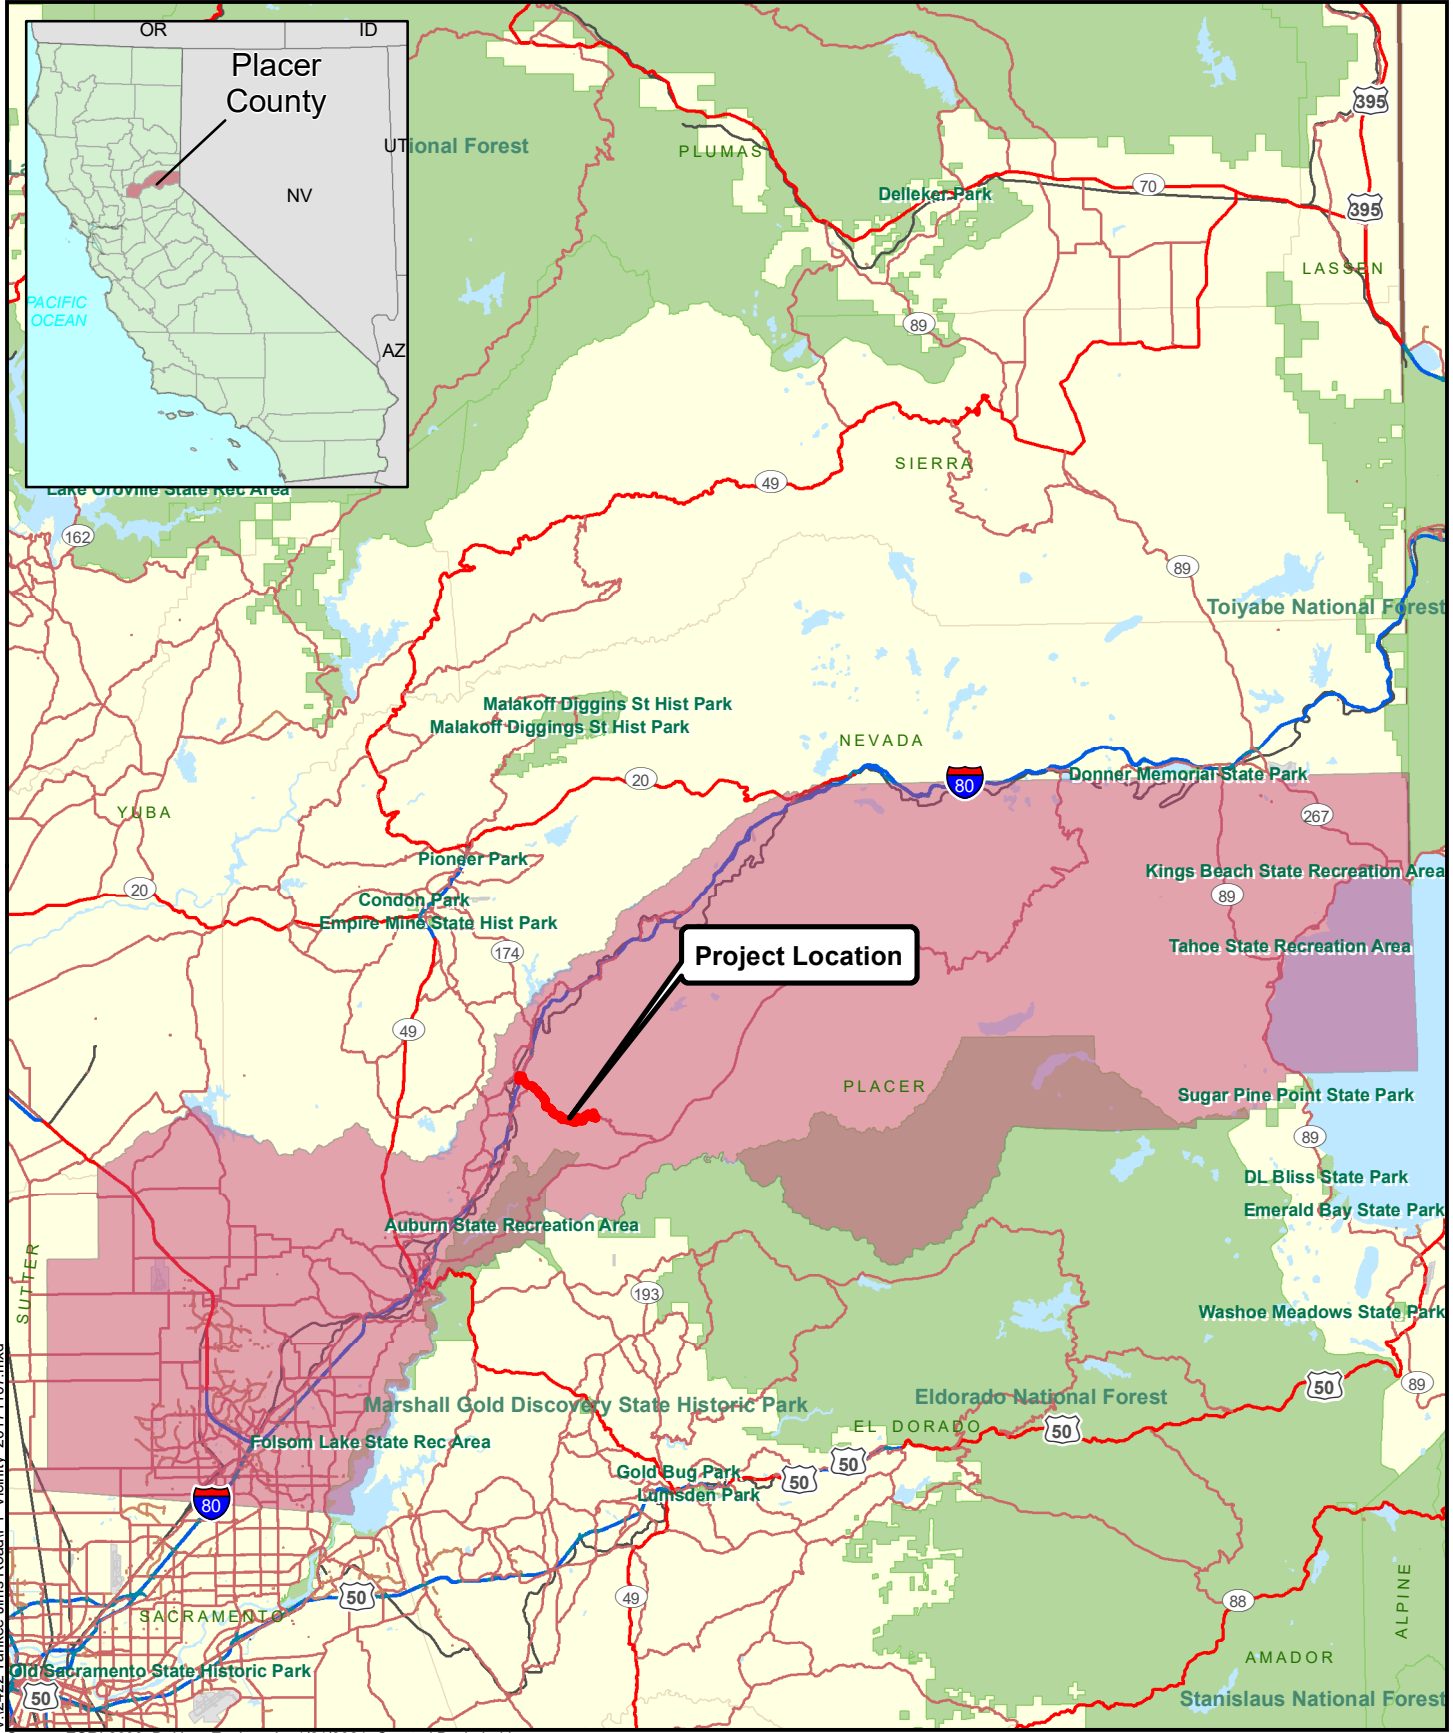 OR
ID
Placer
County
UT
ional Forest
NV
PACIFIC
OCEAN
AZ
PLUMAS
395
Delleker Park
70
395
LASSEN
89
SIERRA
49
Lake Oroville State Rec Area
162
89
Toiyabe National Forest
Malakoff Diggins St Hist Park
Malakoff Diggings St Hist Park
NEVADA
20
80
Donner Memorial State Park
YUBA
267
Pioneer Park
Kings Beach State Recreation Area
20
Condon Park
89
Empire Mine State Hist Park
174
Project Location
Tahoe State Recreation Area
49
PLACER
Sugar Pine Point State Park
89
DL Bliss State Park
Auburn State Recreation Area
Emerald Bay State Park
SUTTER
193
Washoe Meadows State Park
50
89
Marshall Gold Discovery State Historic Park
Eldorado National Forest
EL DORADO
50
Folsom Lake State Rec Area
50
Gold Bug Park
50
Lumsden Park
80
50
49
88
SACRAMENTO
ALPINE
AMADOR
Old Sacramento State Historic Park
50
Stanislaus National Forest